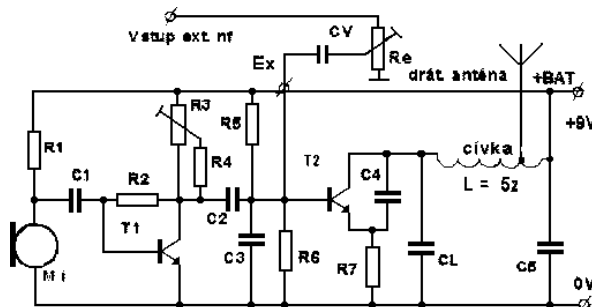 Vstup ext. nf
CV
Re
Ex
drát. anténa
+BAT
+9V
R1
R3
R5
R4
C1
R2
T1
C2
C3
R6
T2
C4
R7
CL
cívka
L = 5z
C5
Mi
0V